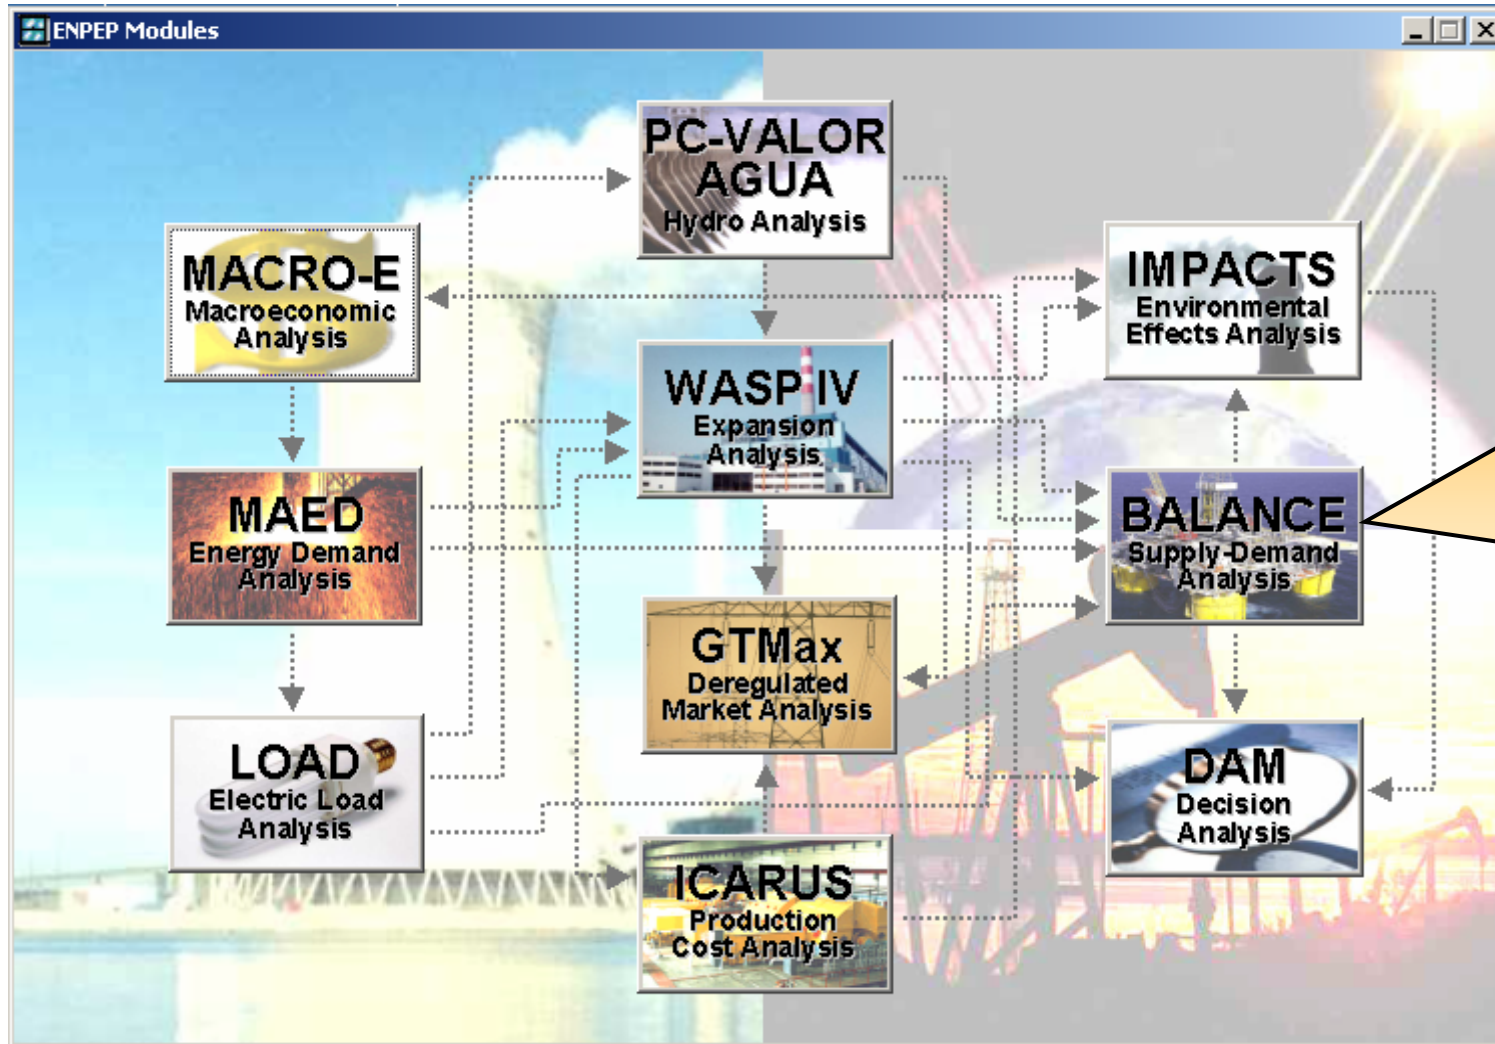 ENPEP Modules
PC-VALOR
AGUA
Hydro Analysis
MACRO-E
Macroeconomic
Analysis
IMPACTS
Environmental
Effects Analysis
WASP IV
Expansion
Analysis
MAED
Energy Demand
Analysis
BALANCE
Supply-Demand
Analysis
GTMax
Deregulated
Market Analysis
LOAD
Electric Load
Analysis
DAM
Decision
Analysis
ICARUS
Production
Cost Analysis